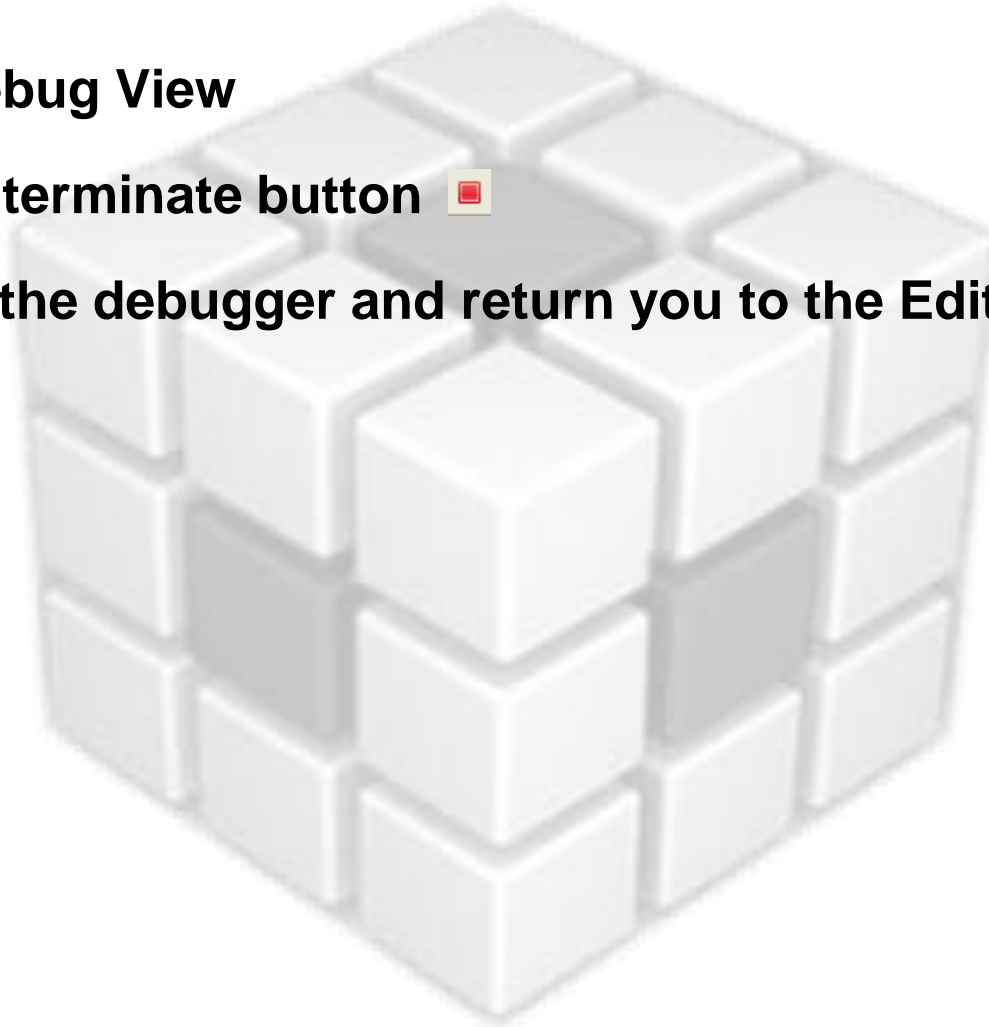 bug View
terminate button
the debugger and return you to the Edit